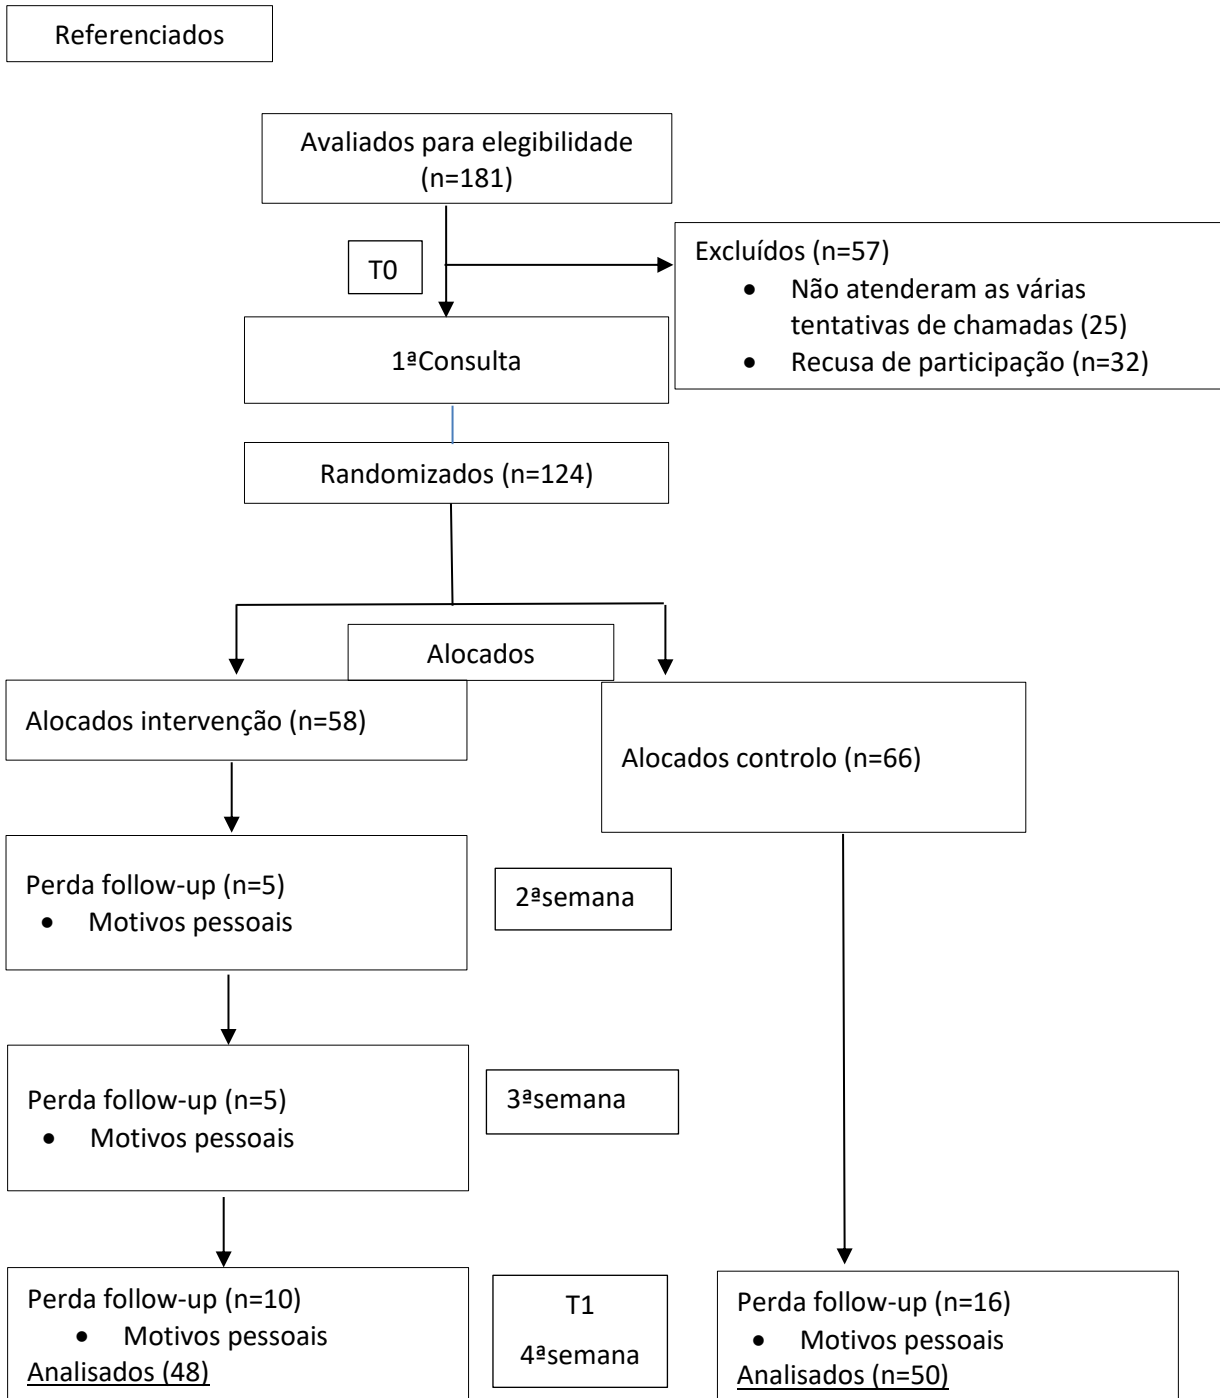 Referenciados
Avaliados para elegibilidade
(n=181)
T0
Excluídos (n=57)
• Não atenderam as várias
tentativas de chamadas (25)
• Recusa de participação (n=32)
1ªConsulta
Randomizados (n=124)
Alocados
Alocados intervenção (n=58)
Alocados controlo (n=66)
Perda follow-up (n=5)
• Motivos pessoais
2ªsemana
Perda follow-up (n=5)
• Motivos pessoais
3ªsemana
Perda follow-up (n=10)
• Motivos pessoais
Analisados (48)
T1
4ªsemana
Perda follow-up (n=16)
• Motivos pessoais
Analisados (n=50)